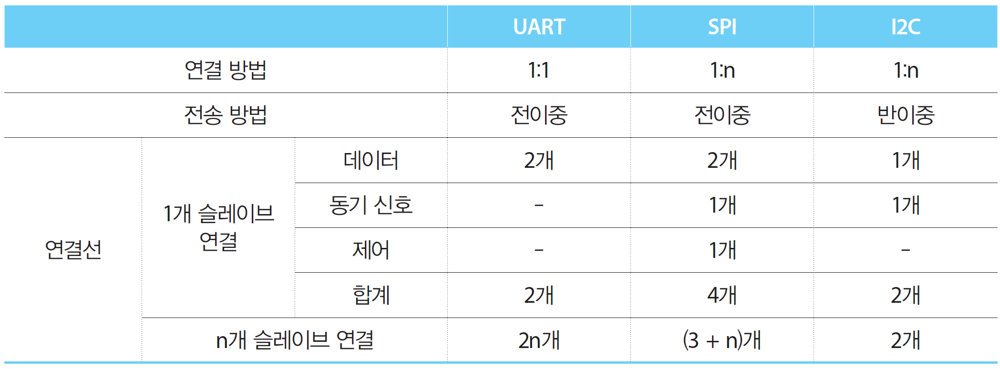 UART SPI I2C
연결 방법 1:1 1:n 1:n
전송 방법 전이중 전이중 반이중
연결선
1개 슬레이브
연결
데이터 2개 2개 1개
동기 신호 – 1개 1개
제어 – 1개 –
합계 2개 4개 2개
n개 슬레이브 연결 2n개 (3 + n)개 2개